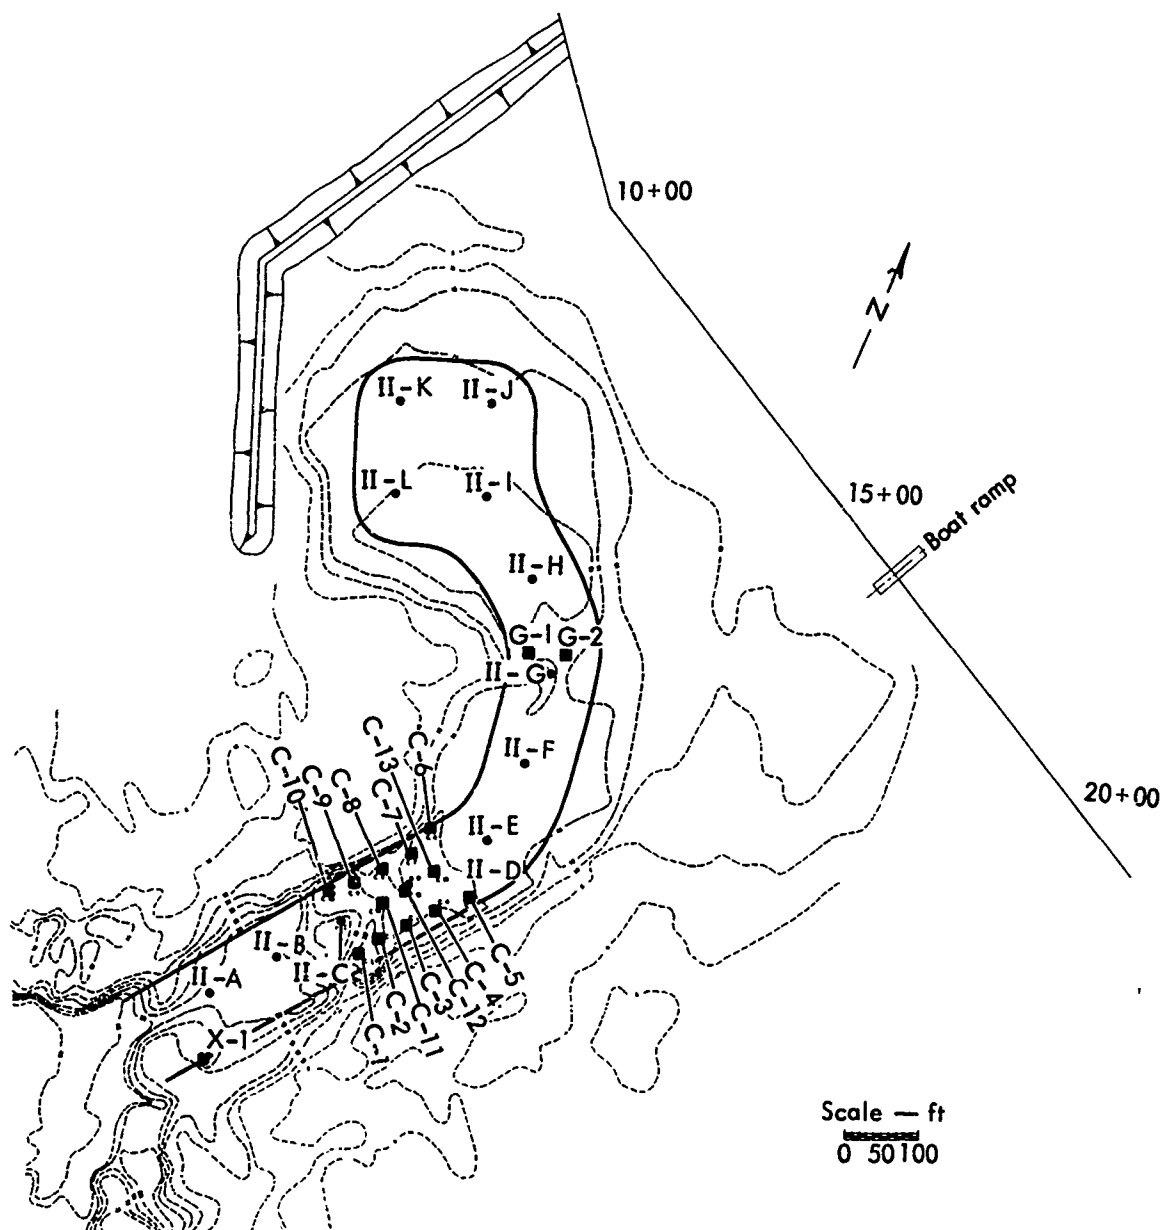 10+00
N
II-K
II-J
II-L
II-I
15+00
Boat ramp
II-H
G-1
G-2
II-G
C-13
C-6
II-F
C-10
C-9
C-8
C-7
20+00
II-E
II-D
II-B
II-A
II-C
X-1
C-5
C-4
C-12
C-3
C-11
C-2
C-1
Scale — ft
0 50 100